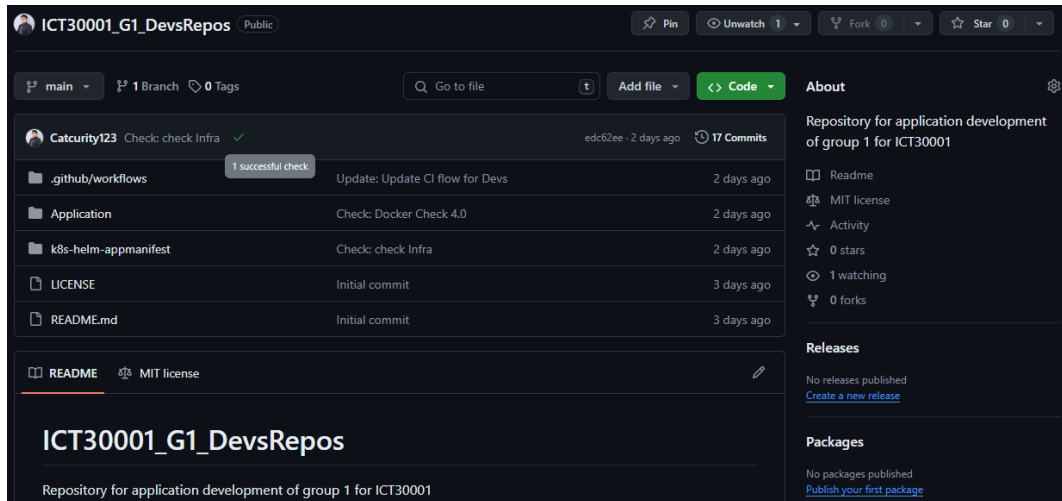 ICT30001_G1_DevsRepos Public
Pin Unwatch 1 Fork 0 Star 0
main 1 Branch 0 Tags Go to file t Add file Code
Catcurity123 Check: check Infra edc62ee · 2 days ago 17 Commits
1 successful check
.github/workflows Update: Update CI flow for Devs 2 days ago
Application Check: Docker Check 4.0 2 days ago
k8s-helm-appmanifest Check: check Infra 2 days ago
LICENSE Initial commit 3 days ago
README.md Initial commit 3 days ago
README MIT license
ICT30001_G1_DevsRepos
Repository for application development of group 1 for ICT30001
About
Repository for application development
of group 1 for ICT30001
Readme
MIT license
Activity
0 stars
1 watching
0 forks
Releases
No releases published
Create a new release
Packages
No packages published
Publish your first package